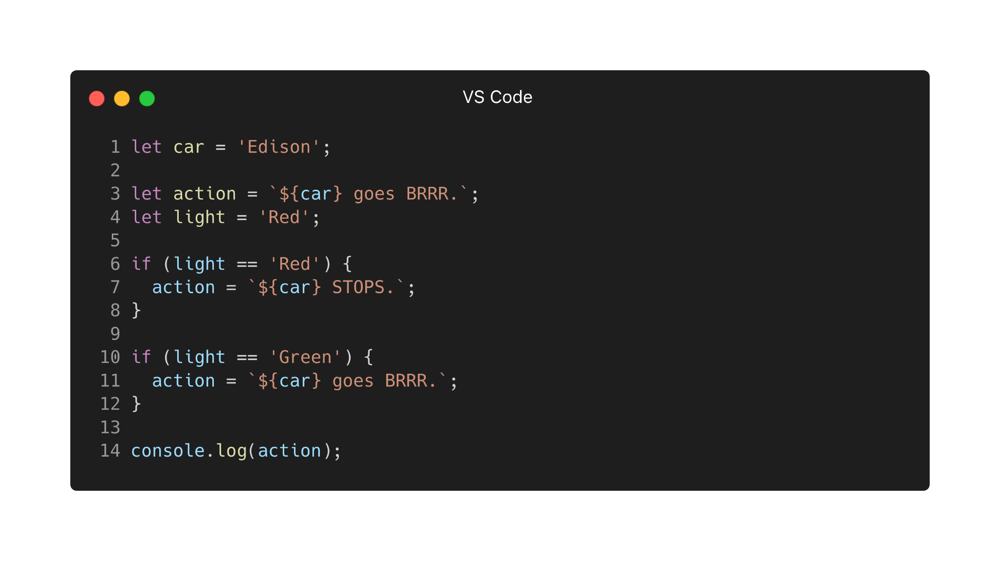 VS Code
1 let car = 'Edison';
2
3 let action = `${car} goes BRRR.`;
4 let light = 'Red';
5
6 if (light == 'Red') {
7   action = `${car} STOPS.`;
8 }
9
10 if (light == 'Green') {
11   action = `${car} goes BRRR.`;
12 }
13
14 console.log(action);